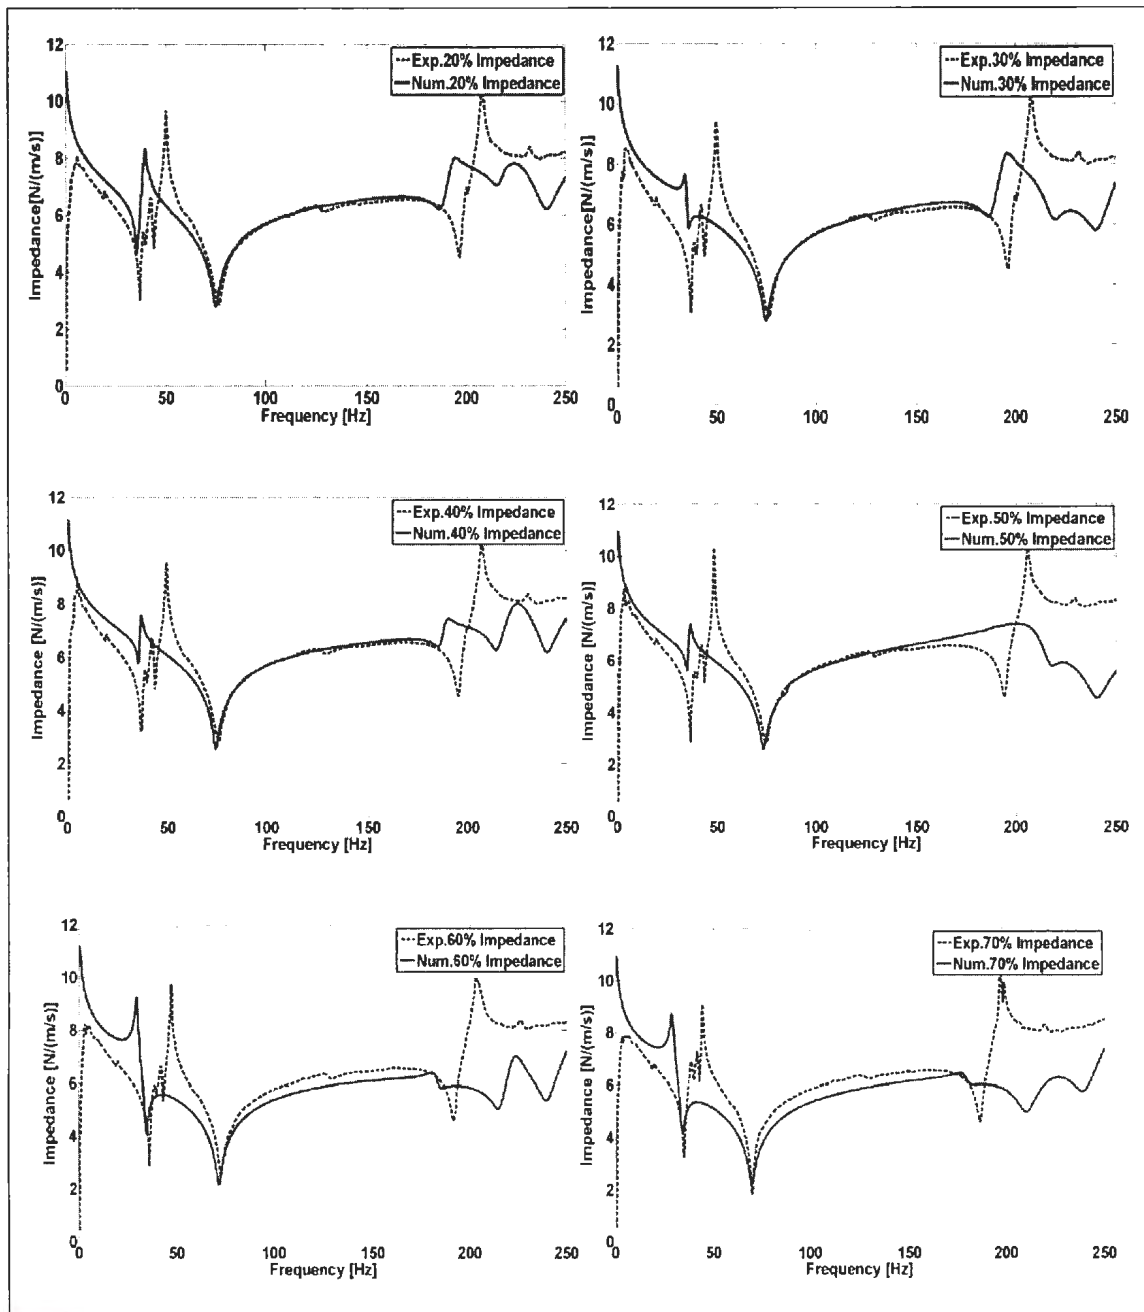 12
10
8
6
4
2
0
Impedance[N/(m/s)]
Exp.20% Impedance
Num.20% Impedance
0 50 100 150 200 250
Frequency [Hz]
12
10
8
6
4
2
0
Impedance[N/(m/s)]
Exp.30% Impedance
Num.30% Impedance
0 50 100 150 200 250
Frequency [Hz]
12
10
8
6
4
2
0
Impedance [N/(m/s)]
Exp.40% Impedance
Num.40% Impedance
0 50 100 150 200 250
Frequency [Hz]
12
10
8
6
4
2
0
Impedance [N/(m/s)]
Exp.50% Impedance
Num.50% Impedance
0 50 100 150 200 250
Frequency [Hz]
12
10
8
6
4
2
0
Impedance [N/(m/s)]
Exp.60% Impedance
Num.60% Impedance
0 50 100 150 200 250
Frequency [Hz]
12
10
8
6
4
2
0
Impedance [N/(m/s)]
Exp.70% Impedance
Num.70% Impedance
0 50 100 150 200 250
Frequency [Hz]